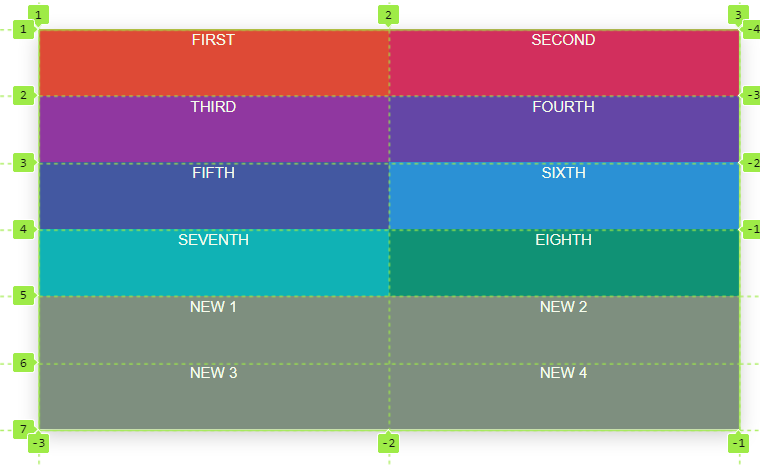 1 2 3
1 FIRST SECOND -4
2 THIRD FOURTH -3
3 FIFTH SIXTH -2
4 SEVENTH EIGHTH -1
5 NEW 1 NEW 2
6 NEW 3 NEW 4
7
-3 -2 -1